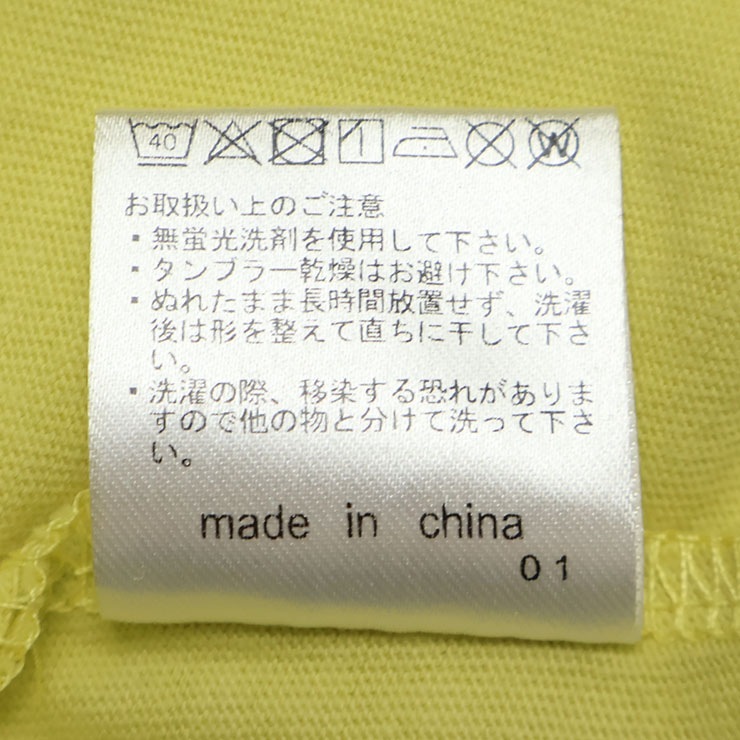 40
W
お取扱い上のご注意
・無蛍光洗剤を使用して下さい。
・タンブラー乾燥はお避け下さい。
・ぬれたまま長時間放置せず、洗濯
後は形を整えて直ちに干して下さ
い。
・洗濯の際、移染する恐れがありま
すので他の物と分けて洗って下さ
い。
made in china
01